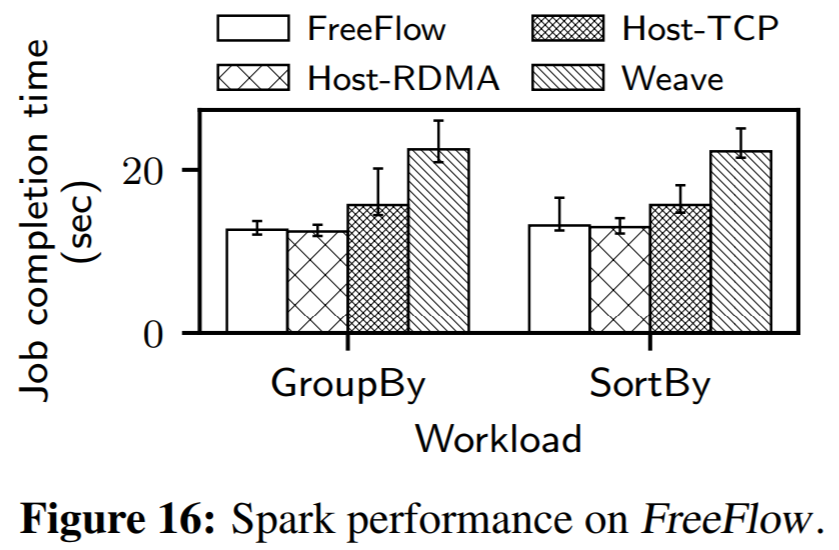 FreeFlow
Host-TCP
Host-RDMA
Weave
Job completion time
(sec)
20
0
GroupBy
SortBy
Workload
Figure 16: Spark performance on FreeFlow.